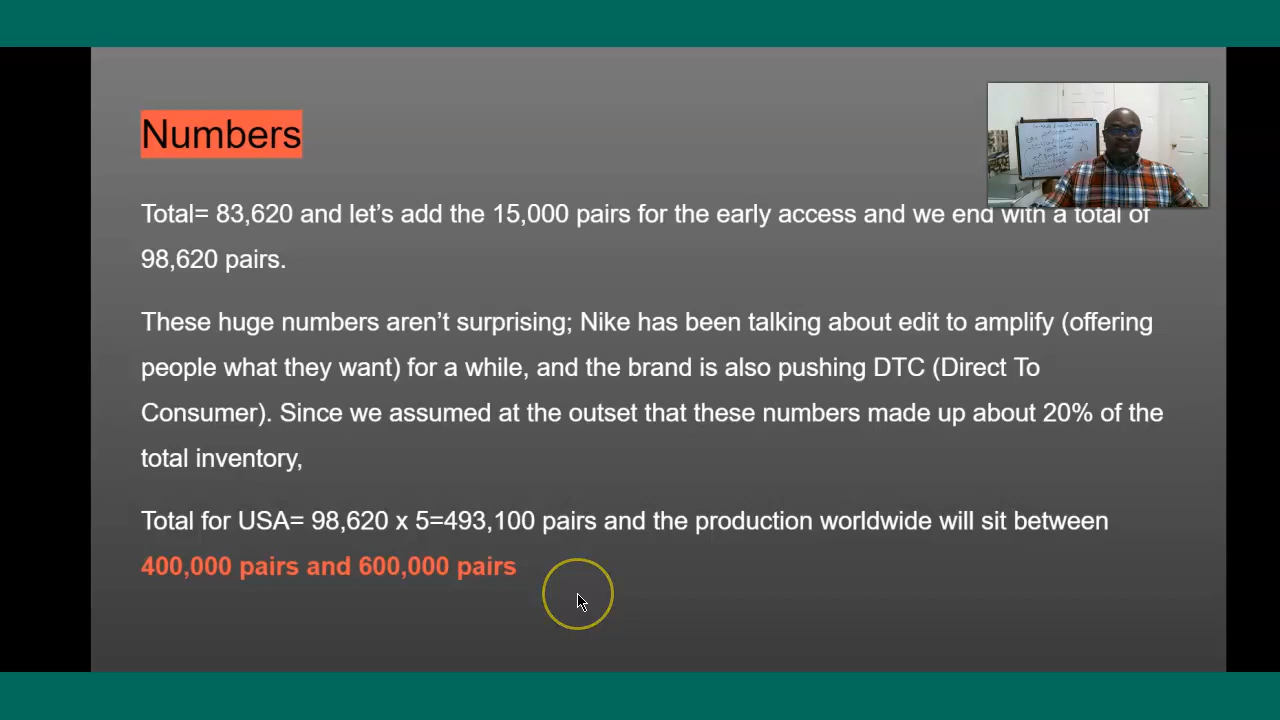 Numbers
Total= 83,620 and let’s add the 15,000 pairs for the early access and we end with a total of
98,620 pairs.
These huge numbers aren’t surprising; Nike has been talking about edit to amplify (offering
people what they want) for a while, and the brand is also pushing DTC (Direct To
Consumer). Since we assumed at the outset that these numbers made up about 20% of the
total inventory,
Total for USA= 98,620 x 5=493,100 pairs and the production worldwide will sit between
400,000 pairs and 600,000 pairs